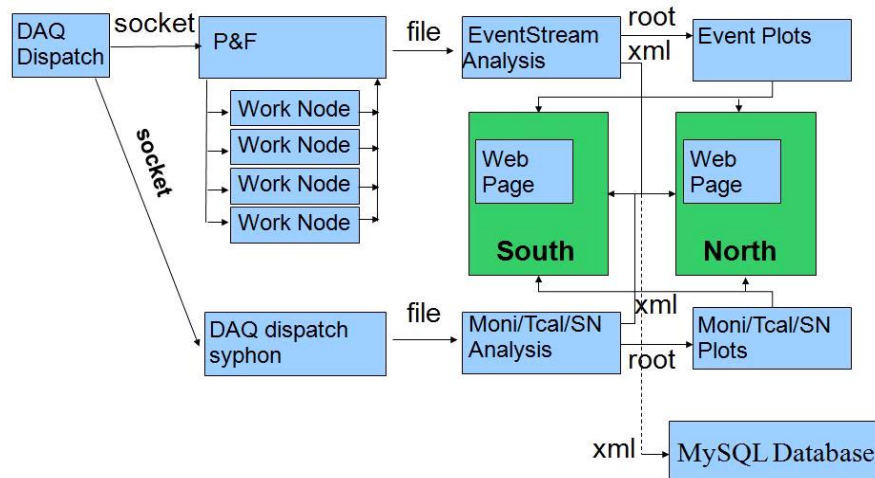 DAQ
Dispatch
socket
P&F
file
EventStream
Analysis
root
xml
Event Plots
Work Node
Work Node
Work Node
Work Node
socket
Web
Page
South
Web
Page
North
DAQ dispatch
syphon
file
Moni/Tcal/SN
Analysis
xml
root
Moni/Tcal/SN
Plots
xml
MySQL Database